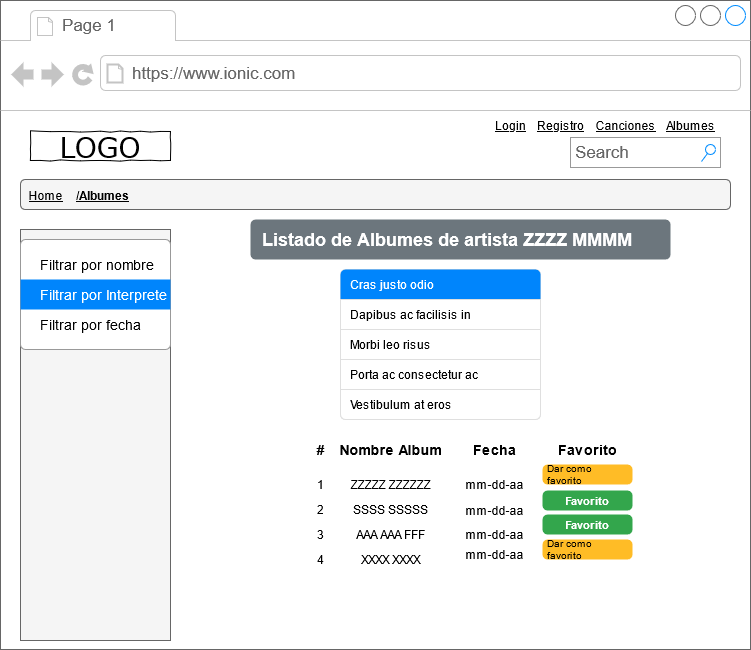 Page 1
https://www.ionic.com
Login Registro Canciones Albumes
LOGO
Search
Home /Albumes
Listado de Albumes de artista ZZZZ MMMM
Filtrar por nombre
Filtrar por Interprete
Filtrar por fecha
Cras justo odio
Dapibus ac facilisis in
Morbi leo risus
Porta ac consectetur ac
Vestibulum at eros
# Nombre Album Fecha Favorito
1 ZZZZZ ZZZZZZ mm-dd-aa Dar como
favorito
2 SSSS SSSSS mm-dd-aa Favorito
3 AAA AAA FFF mm-dd-aa Favorito
4 XXXX XXXX mm-dd-aa Dar como
favorito